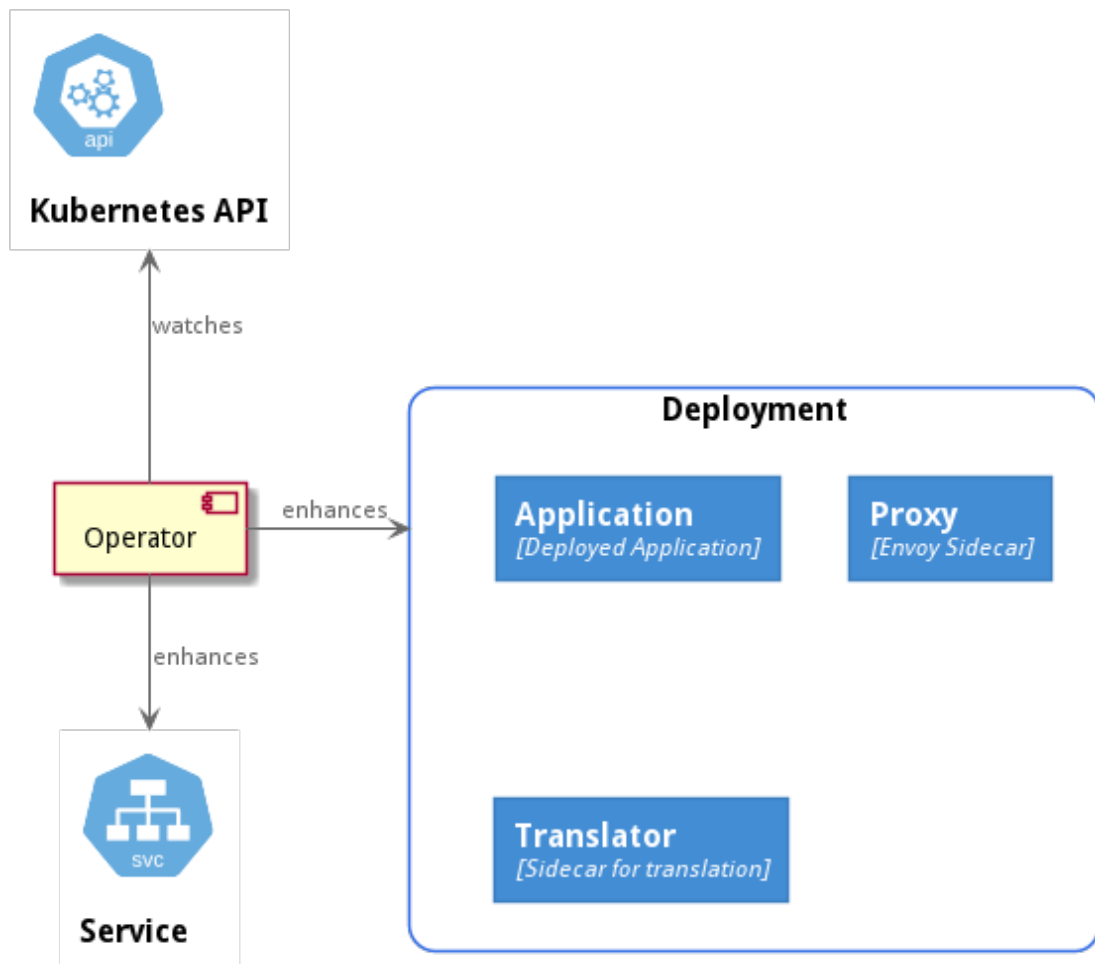 api
Kubernetes API
watches
Deployment
Application
[Deployed Application]
Proxy
[Envoy Sidecar]
enhances
Operator
enhances
Translator
[Sidecar for translation]
svc
Service